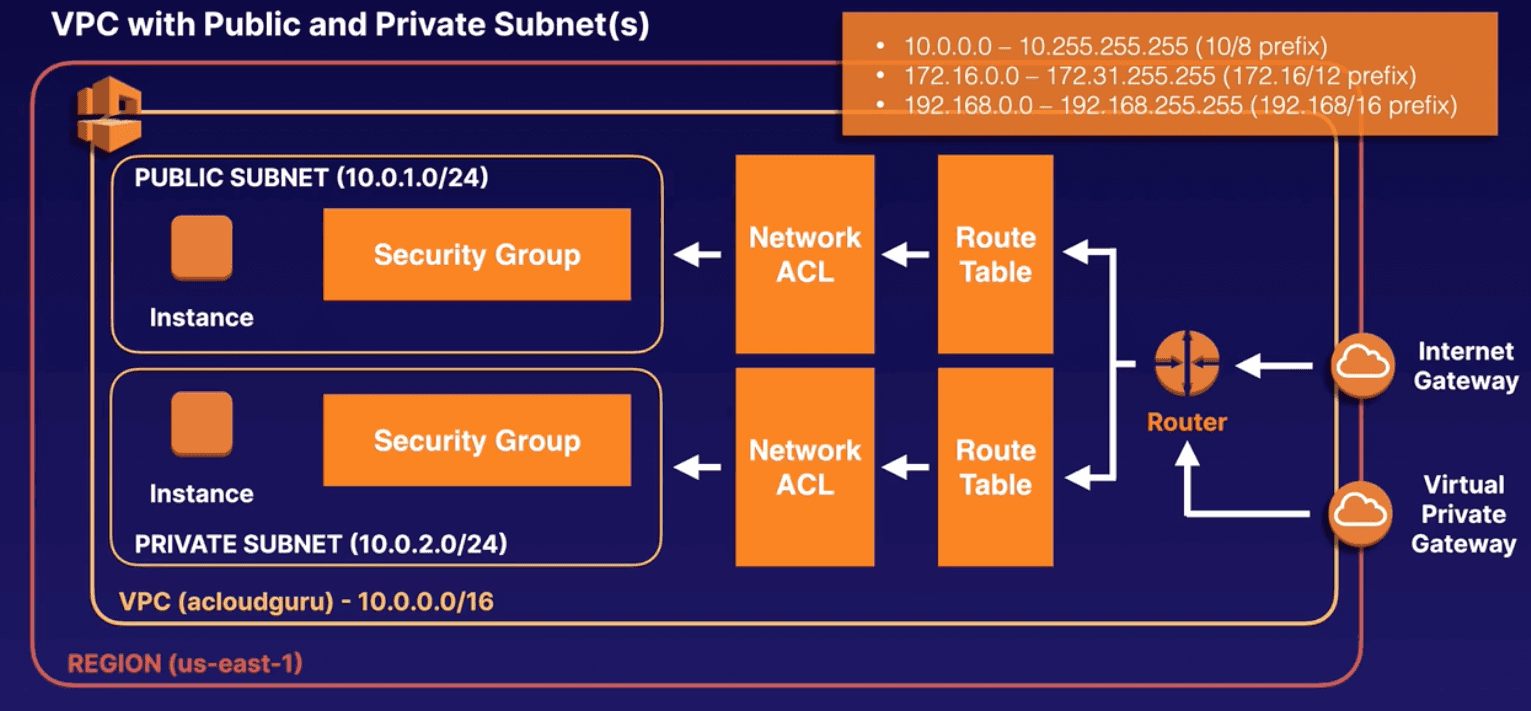 VPC with Public and Private Subnet(s)
• 10.0.0.0 – 10.255.255.255 (10/8 prefix)
• 172.16.0.0 – 172.31.255.255 (172.16/12 prefix)
• 192.168.0.0 – 192.168.255.255 (192.168/16 prefix)
PUBLIC SUBNET (10.0.1.0/24)
Instance
Security Group
Network
ACL
Route
Table
Instance
Security Group
PRIVATE SUBNET (10.0.2.0/24)
Network
ACL
Route
Table
Router
Internet
Gateway
Virtual
Private
Gateway
VPC (acloudguru) - 10.0.0.0/16
REGION (us-east-1)